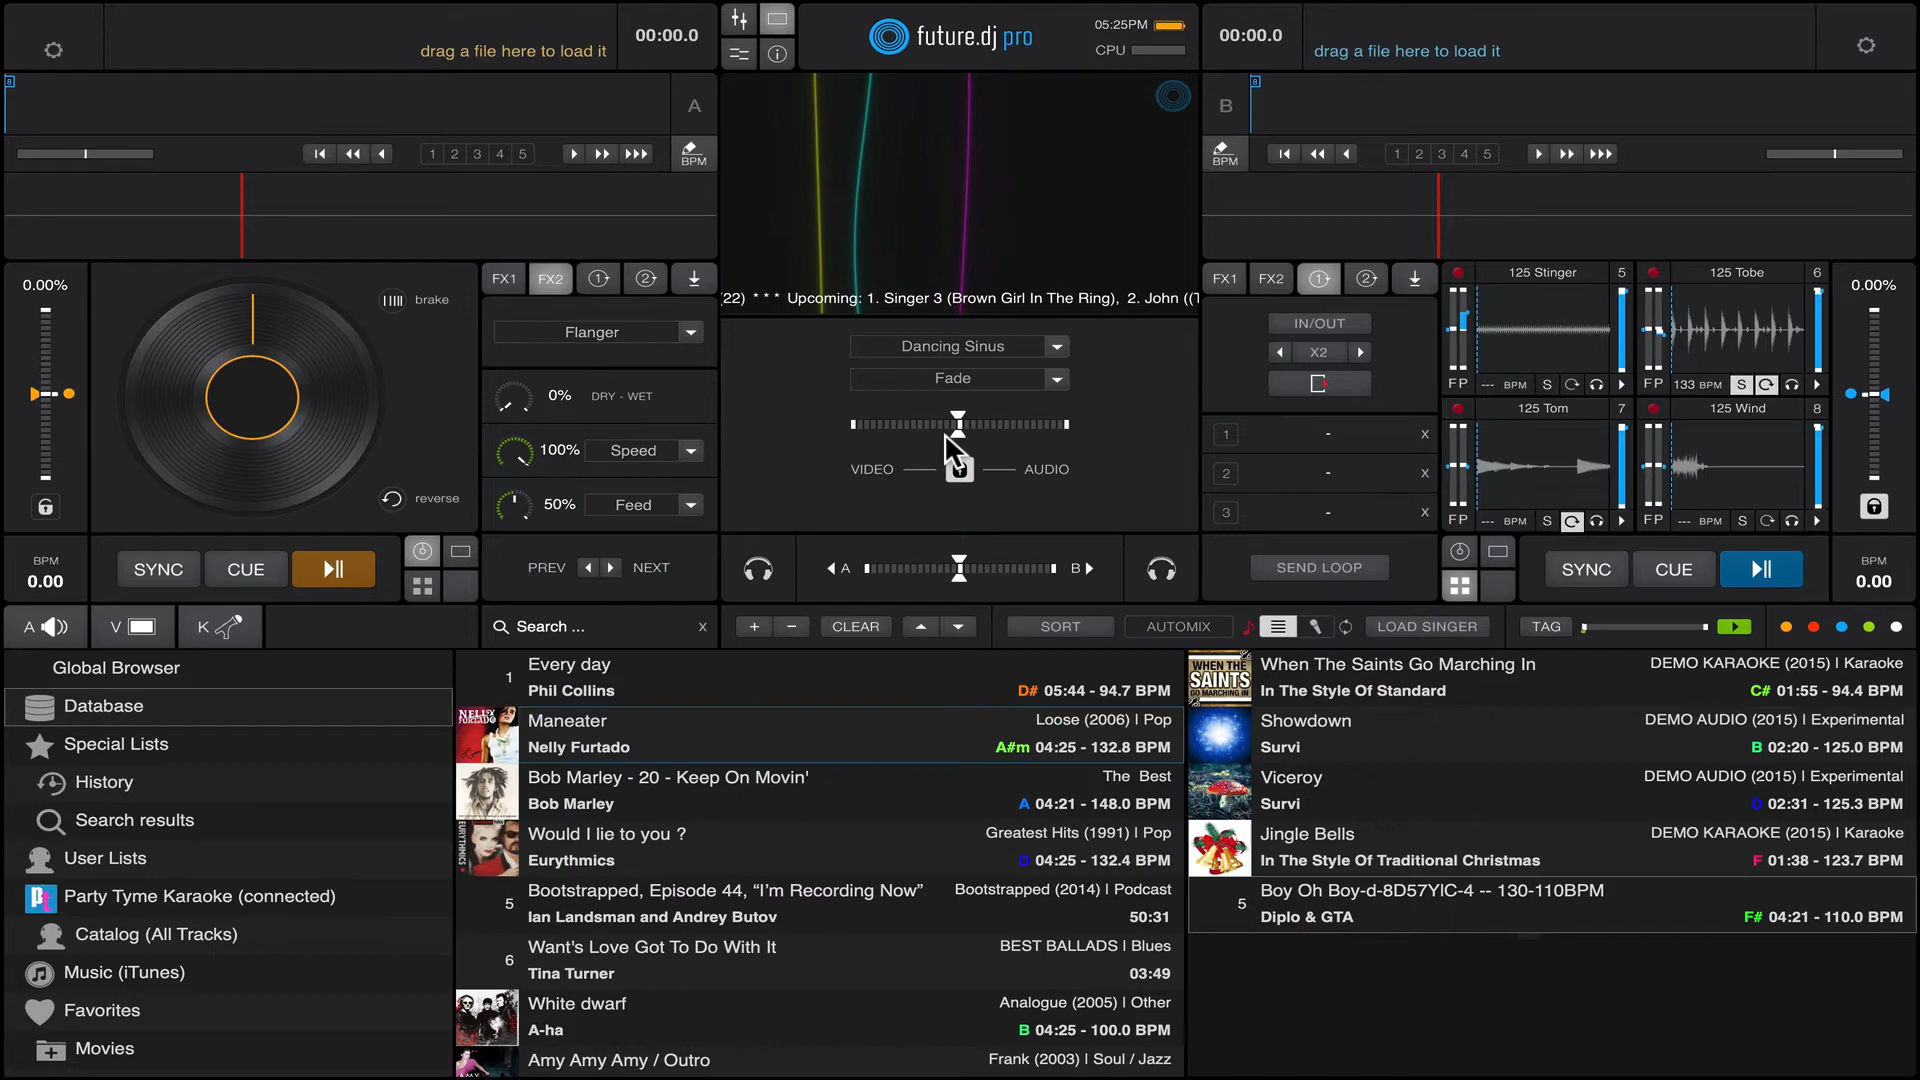 drag a file here to load it
00:00.0
future.dj pro
05:25PM
CPU
00:00.0
drag a file here to load it
8
A
B
8
1 2 3 4 5
BPM
BPM
1 2 3 4 5
(22) * * * Upcoming: 1. Singer 3 (Brown Girl In The Ring), 2. John ((T
0.00%
brake
reverse
FX1 FX2 1 2
Flanger
0% DRY - WET
100% Speed
50% Feed
PREV NEXT
Dancing Sinus
Fade
VIDEO AUDIO
A B
FX1 FX2 1 2
IN/OUT
X2
1 - x
2 - x
3 - x
SEND LOOP
125 Stinger 5
F P --- BPM S
125 Tobe 6
F P 133 BPM S
125 Tom 7
F P --- BPM S
125 Wind 8
F P --- BPM S
0.00%
BPM
0.00
SYNC CUE
SYNC CUE
BPM
0.00
A V K
Search ... x
+ − CLEAR
SORT AUTOMIX LOAD SINGER TAG
Global Browser
Database
Special Lists
History
Search results
User Lists
Party Tyme Karaoke (connected)
Catalog (All Tracks)
Music (iTunes)
Favorites
Movies
1 Every day
Phil Collins D# 05:44 - 94.7 BPM
NELLY FURTADO
Maneater Loose (2006) | Pop
Nelly Furtado A#m 04:25 - 132.8 BPM
Bob Marley - 20 - Keep On Movin' The Best
Bob Marley A 04:21 - 148.0 BPM
EURYTHMICS
Would I lie to you ? Greatest Hits (1991) | Pop
Eurythmics D 04:25 - 132.4 BPM
5 Bootstrapped, Episode 44, “I'm Recording Now” Bootstrapped (2014) | Podcast
Ian Landsman and Andrey Butov 50:31
6 Want's Love Got To Do With It BEST BALLADS | Blues
Tina Turner 03:49
White dwarf Analogue (2005) | Other
A-ha B 04:25 - 100.0 BPM
Amy Amy Amy / Outro Frank (2003) | Soul / Jazz
WHEN THE SAINTS GO MARCHING IN
When The Saints Go Marching In DEMO KARAOKE (2015) | Karaoke
In The Style Of Standard C# 01:55 - 94.4 BPM
Showdown DEMO AUDIO (2015) | Experimental
Survi B 02:20 - 125.0 BPM
Viceroy DEMO AUDIO (2015) | Experimental
Survi D 02:31 - 125.3 BPM
Jingle Bells DEMO KARAOKE (2015) | Karaoke
In The Style Of Traditional Christmas F 01:38 - 123.7 BPM
5 Boy Oh Boy-d-8D57YlC-4 -- 130-110BPM
Diplo & GTA F# 04:21 - 110.0 BPM